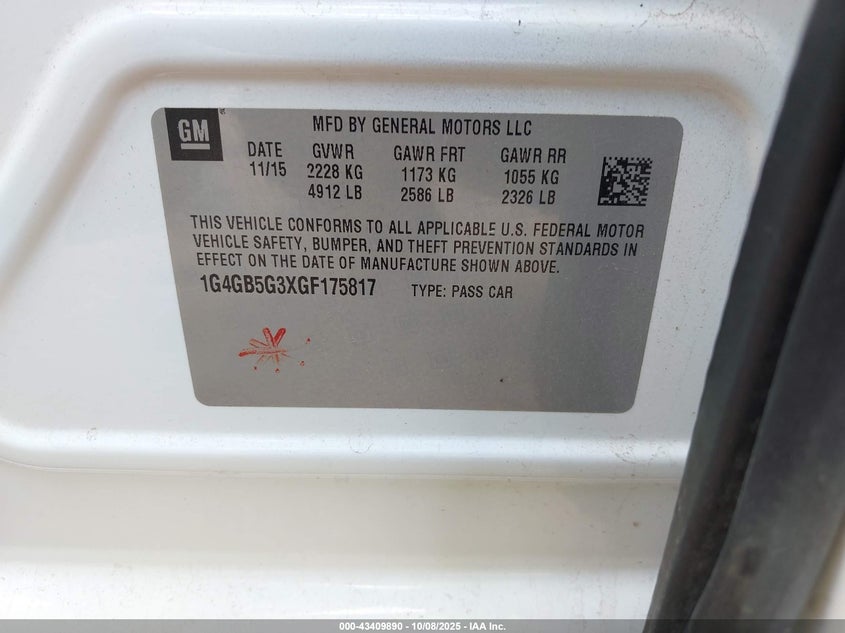 GM
MFD BY GENERAL MOTORS LLC
DATE GVWR GAWR FRT GAWR RR
11/15 2228 KG 1173 KG 1055 KG
4912 LB 2586 LB 2326 LB
THIS VEHICLE CONFORMS TO ALL APPLICABLE U.S. FEDERAL MOTOR
VEHICLE SAFETY, BUMPER, AND THEFT PREVENTION STANDARDS IN
EFFECT ON THE DATE OF MANUFACTURE SHOWN ABOVE.
1G4GB5G3XGF175817 TYPE: PASS CAR
000-43409890 - 10/08/2025 - IAA Inc.